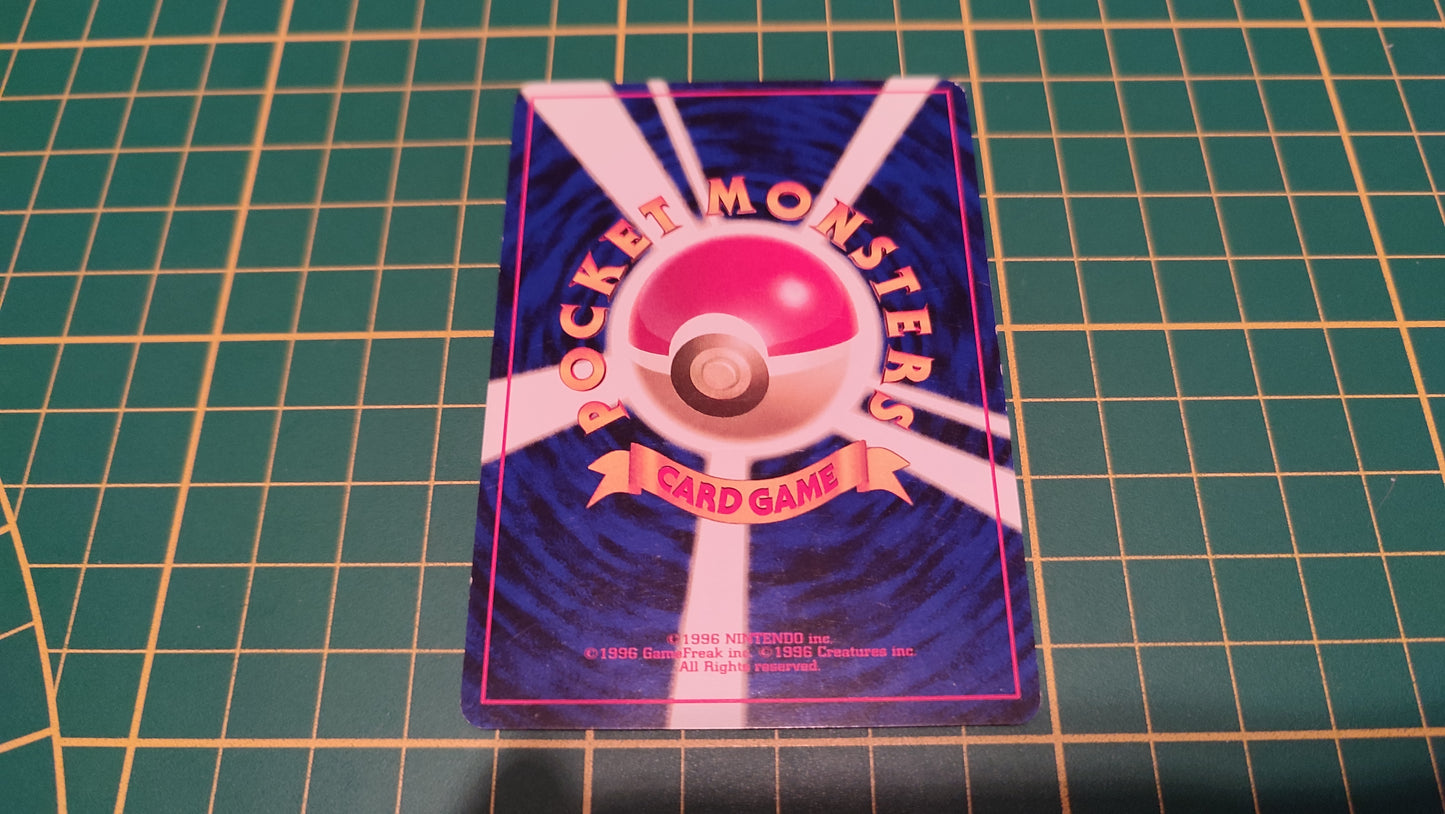 POCKET MONSTERS
CARD GAME
©1996 NINTENDO inc.
©1996 GameFreak inc. ©1996 Creatures inc.
All Rights reserved.